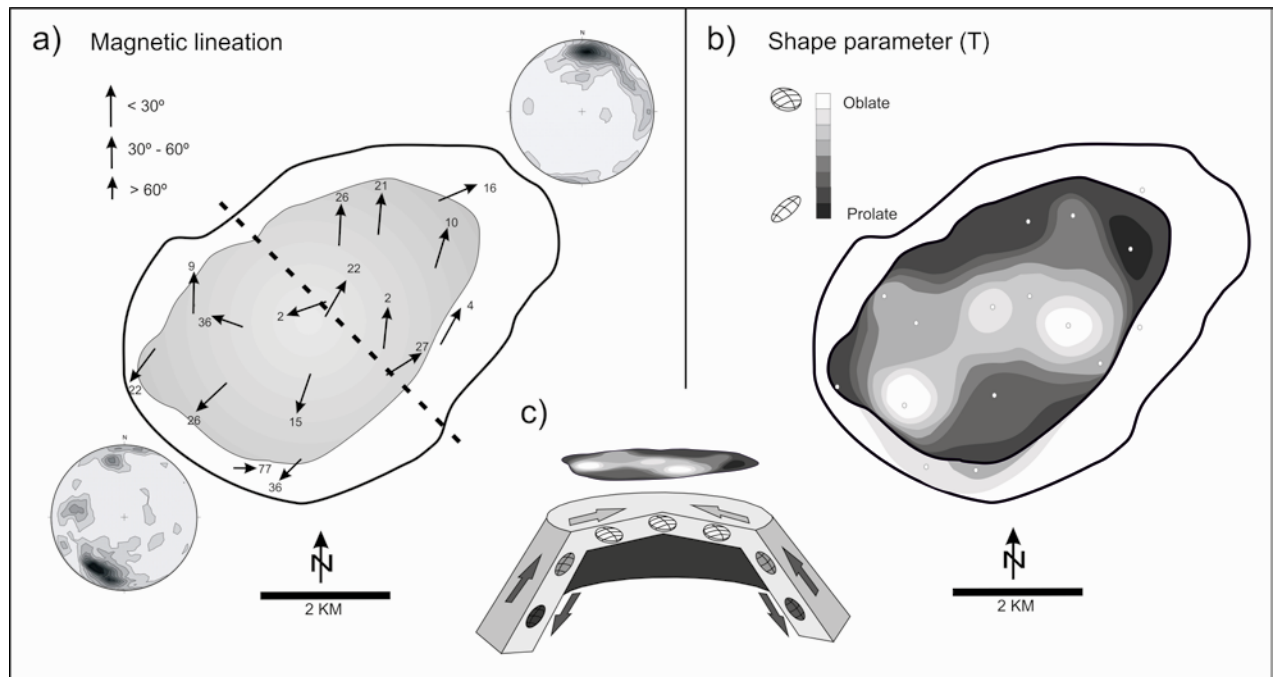 a) Magnetic lineation
N
< 30º
30º - 60º
> 60º
26
21
16
10
9
22
2
2
36
4
27
22
26
15
77
36
N
N
2 KM
b) Shape parameter (T)
Oblate
Prolate
N
2 KM
c)